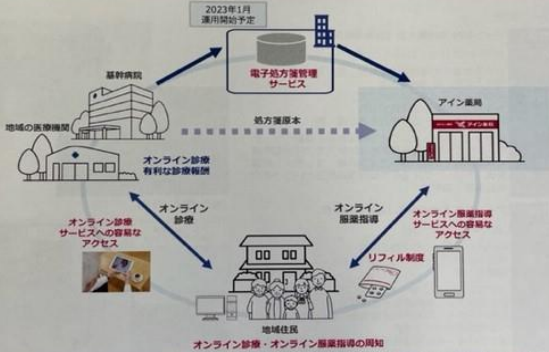 2023年1月
運用開始予定
電子処方箋管理
サービス
基幹病院
アイン薬局
地域の医療機関
処方箋原本
アイン薬局
オンライン診療
有利な診療報酬
オンライン
診療
オンライン
服薬指導
オンライン診療
サービスへの容易な
アクセス
オンライン服薬指導
サービスへの容易な
アクセス
リフィル制度
地域住民
オンライン診療・オンライン服薬指導の周知